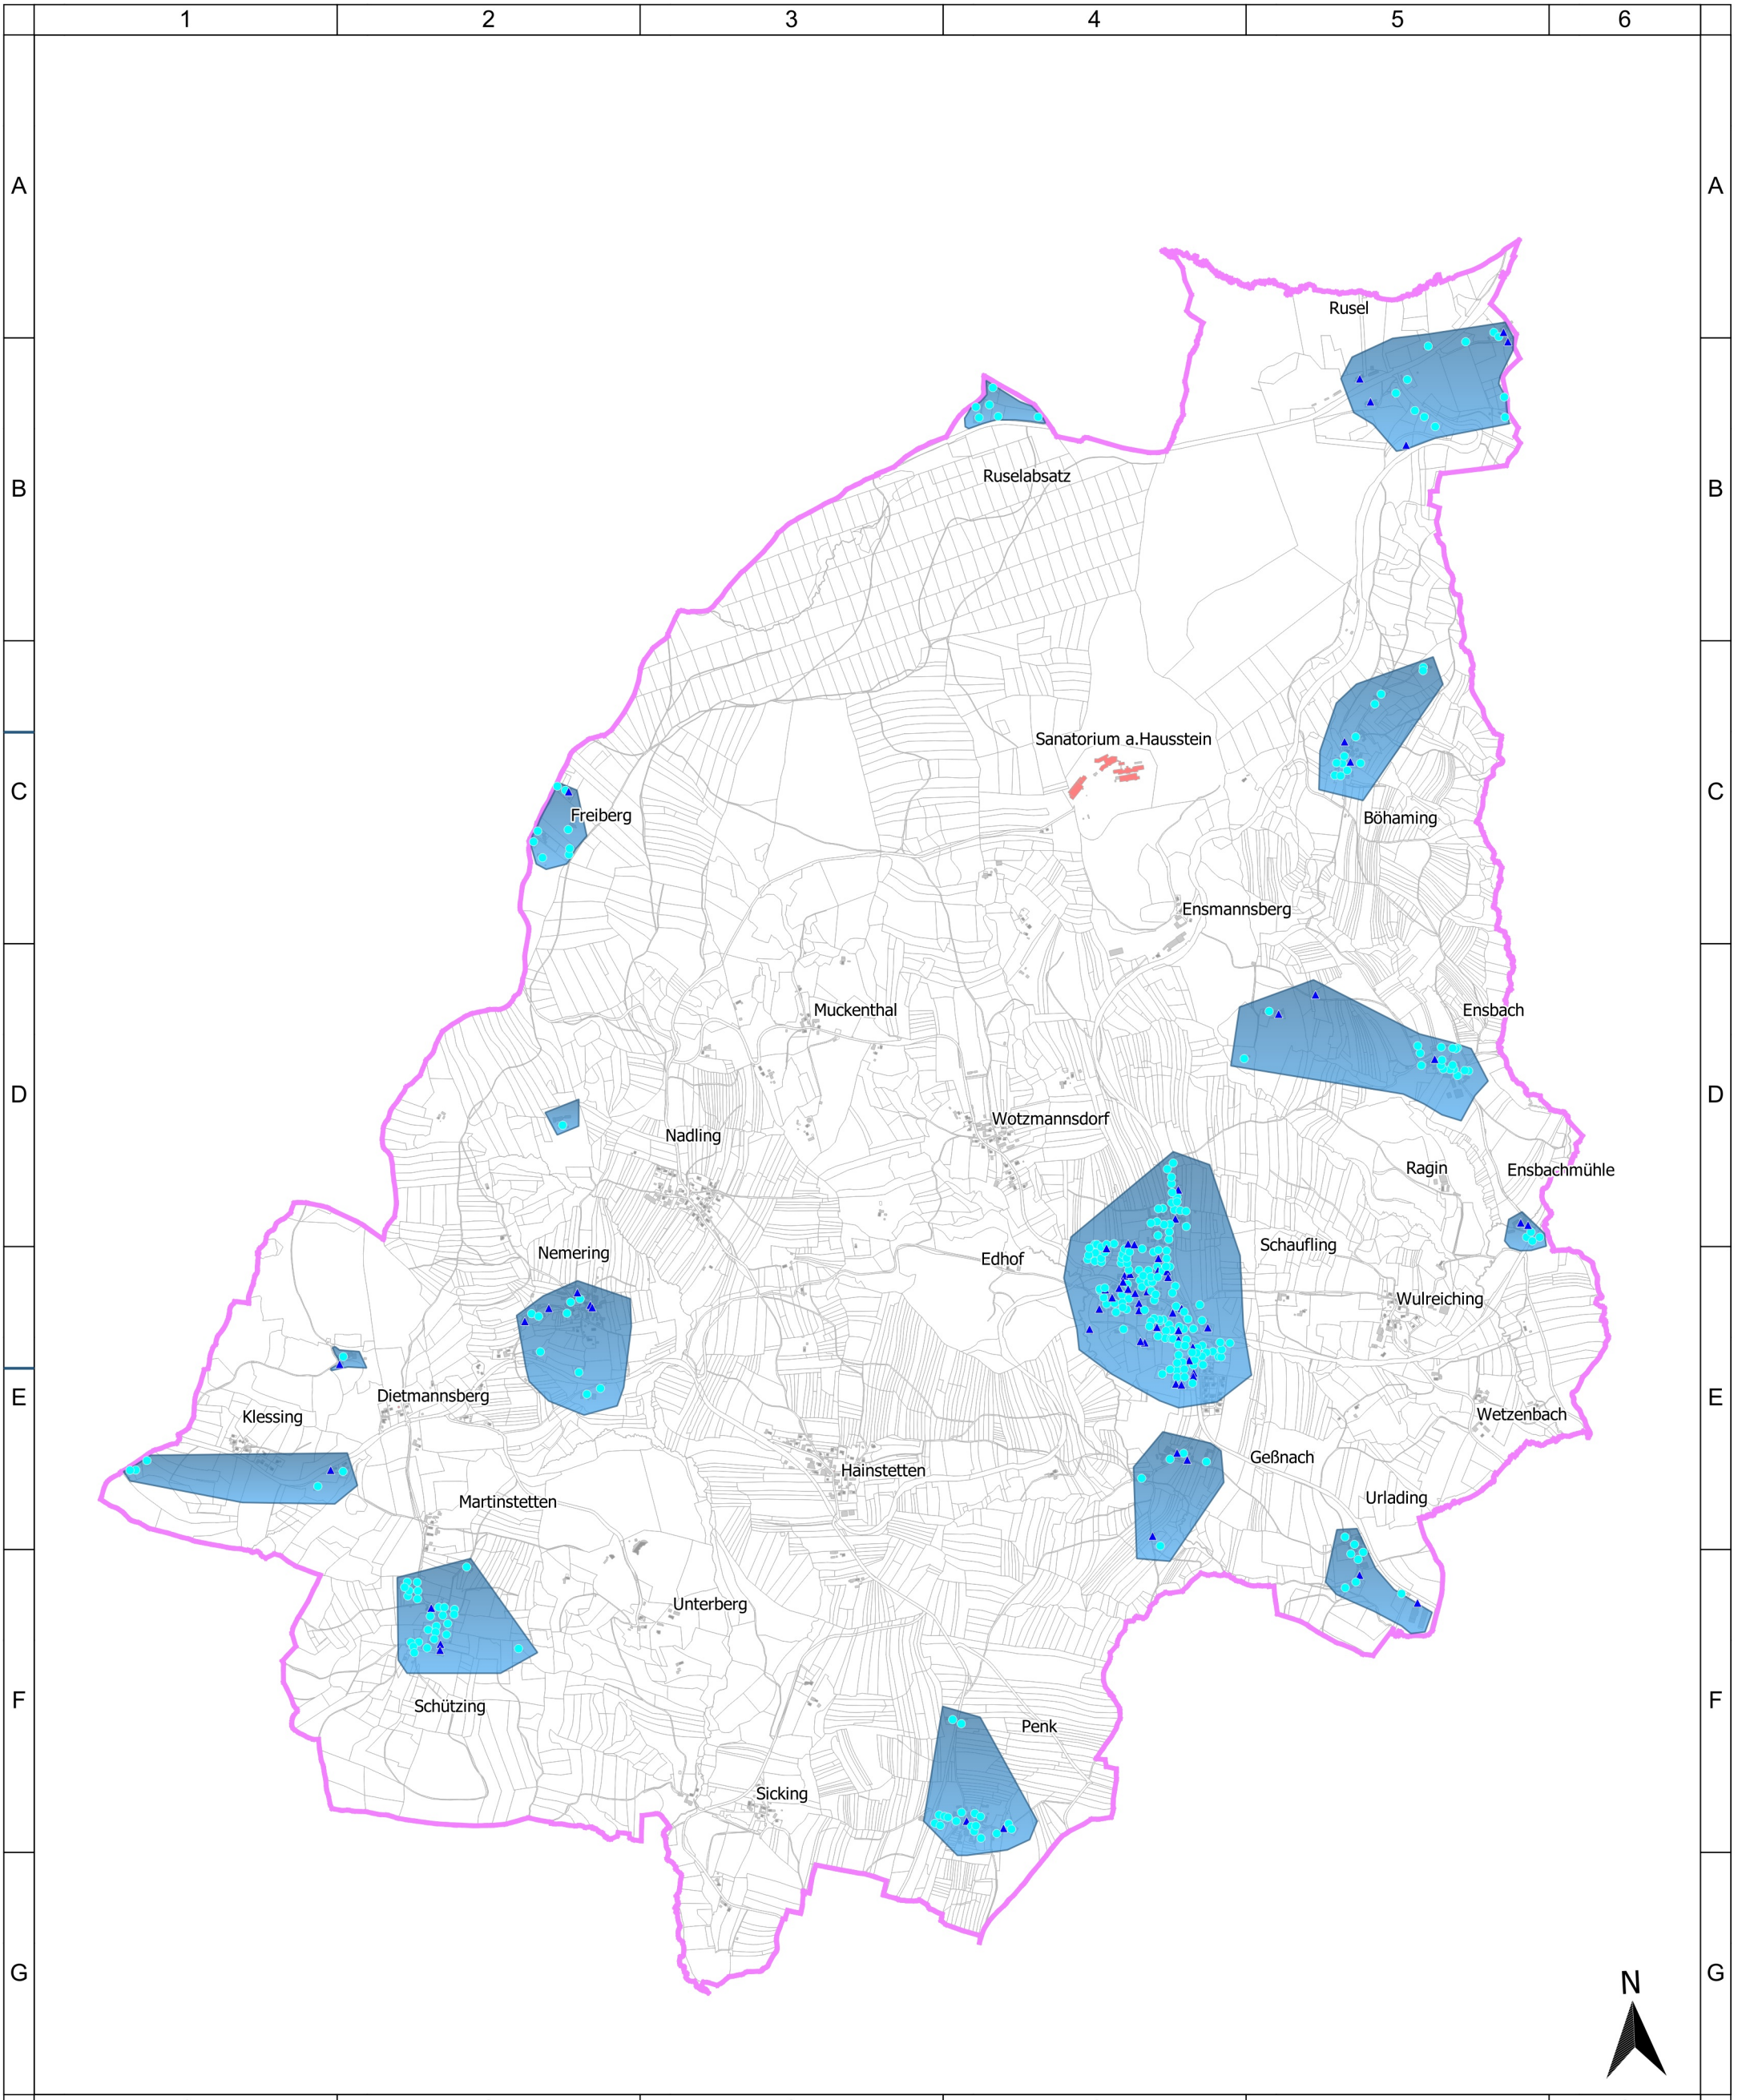 1 2 3 4 5 6
A A
Rusel
B Ruselabsatz B
Sanatorium a.Hausstein
C Freiberg Böhaming C
Ensmannsberg
Muckenthal Ensbach
D D
Wotzmannsdorf
Nadling
Ragin Ensbachmühle
Schaufling
Nemering
Edhof
Wulreiching
Dietmannsberg
E E
Klessing Wetzenbach
Geßnach
Hainstetten
Urlading
Martinstetten
Unterberg
F F
Schützing
Penk
Sicking
G G
N